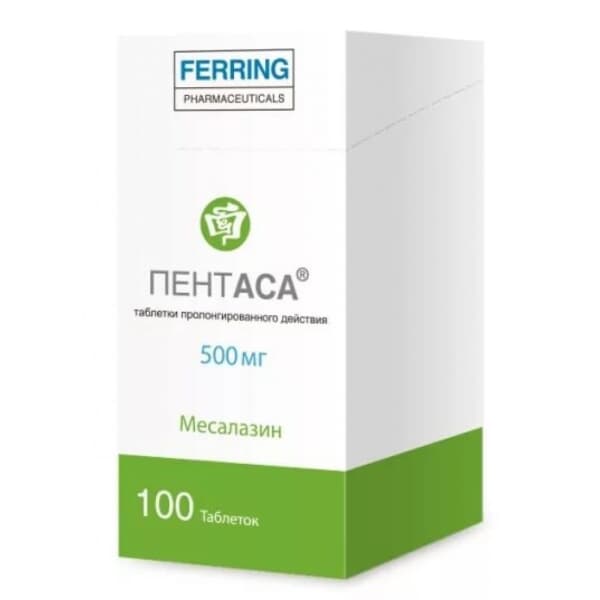 FERRING
PHARMACEUTICALS
ПЕНТАСА®
таблетки пролонгированного действия
500 мг
Месалазин
100 Таблеток